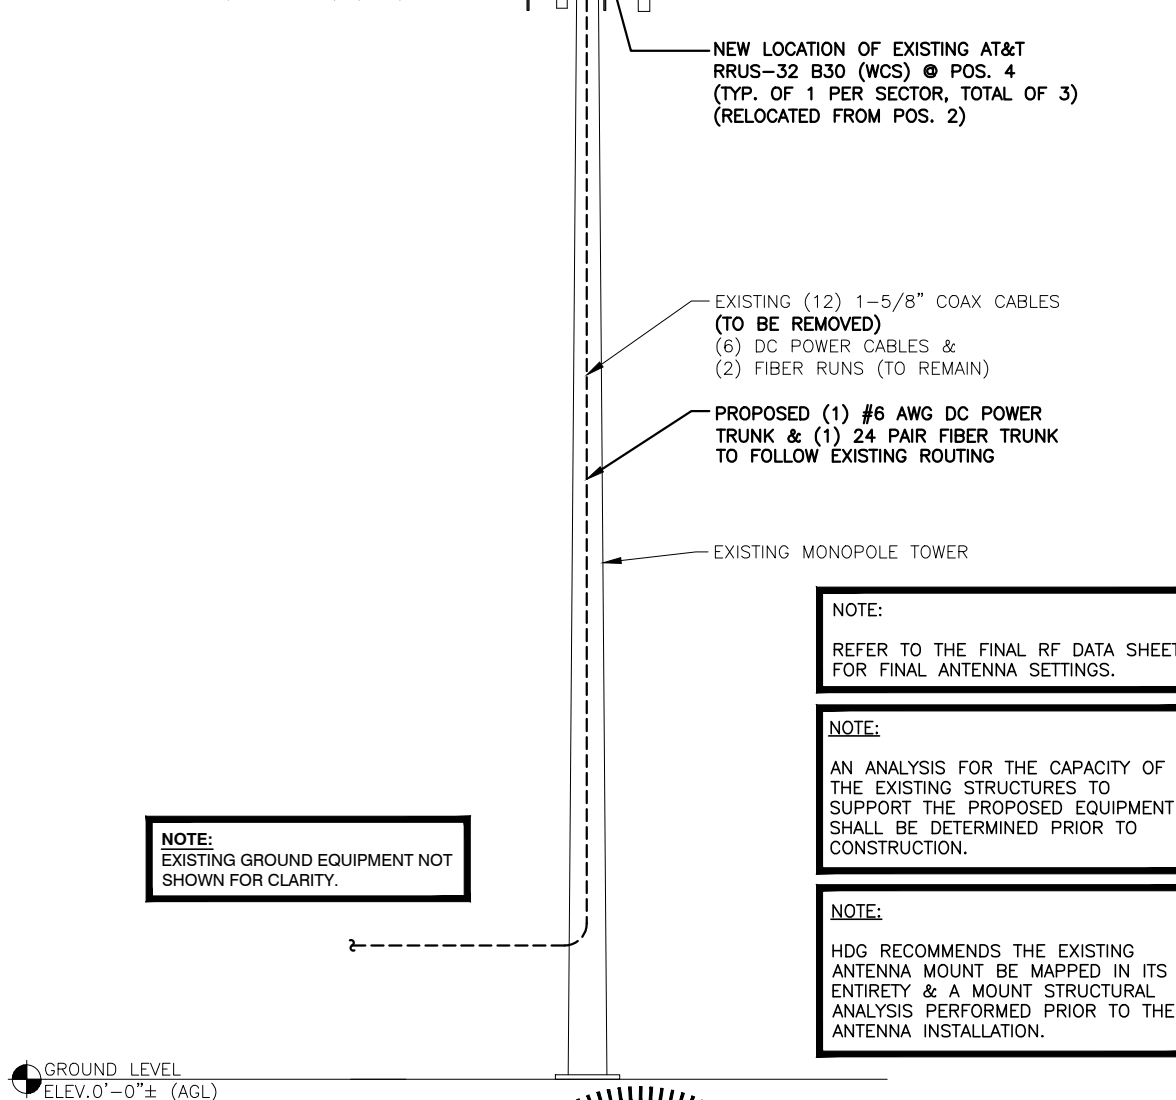 NEW LOCATION OF EXISTING AT&T
RRUS-32 B30 (WCS) @ POS. 4
(TYP. OF 1 PER SECTOR, TOTAL OF 3)
(RELOCATED FROM POS. 2)
EXISTING (12) 1-5/8" COAX CABLES
(TO BE REMOVED)
(6) DC POWER CABLES &
(2) FIBER RUNS (TO REMAIN)
PROPOSED (1) #6 AWG DC POWER
TRUNK & (1) 24 PAIR FIBER TRUNK
TO FOLLOW EXISTING ROUTING
EXISTING MONOPOLE TOWER
NOTE:
REFER TO THE FINAL RF DATA SHEET
FOR FINAL ANTENNA SETTINGS.
NOTE:
AN ANALYSIS FOR THE CAPACITY OF
THE EXISTING STRUCTURES TO
SUPPORT THE PROPOSED EQUIPMENT
SHALL BE DETERMINED PRIOR TO
CONSTRUCTION.
NOTE:
EXISTING GROUND EQUIPMENT NOT
SHOWN FOR CLARITY.
NOTE:
HDG RECOMMENDS THE EXISTING
ANTENNA MOUNT BE MAPPED IN ITS
ENTIRETY & A MOUNT STRUCTURAL
ANALYSIS PERFORMED PRIOR TO THE
ANTENNA INSTALLATION.
GROUND LEVEL
ELEV.0'-0"± (AGL)